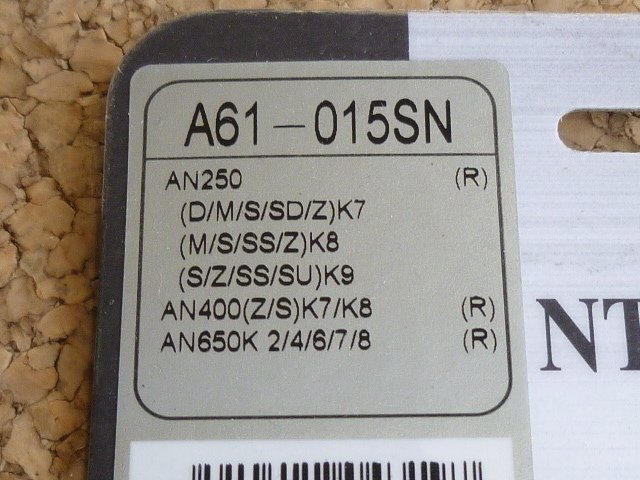 A61-015SN
AN250 (R)
(D/M/S/SD/Z)K7
(M/S/SS/Z)K8
(S/Z/SS/SU)K9
AN400(Z/S)K7/K8 (R)
AN650K 2/4/6/7/8 (R)
NT